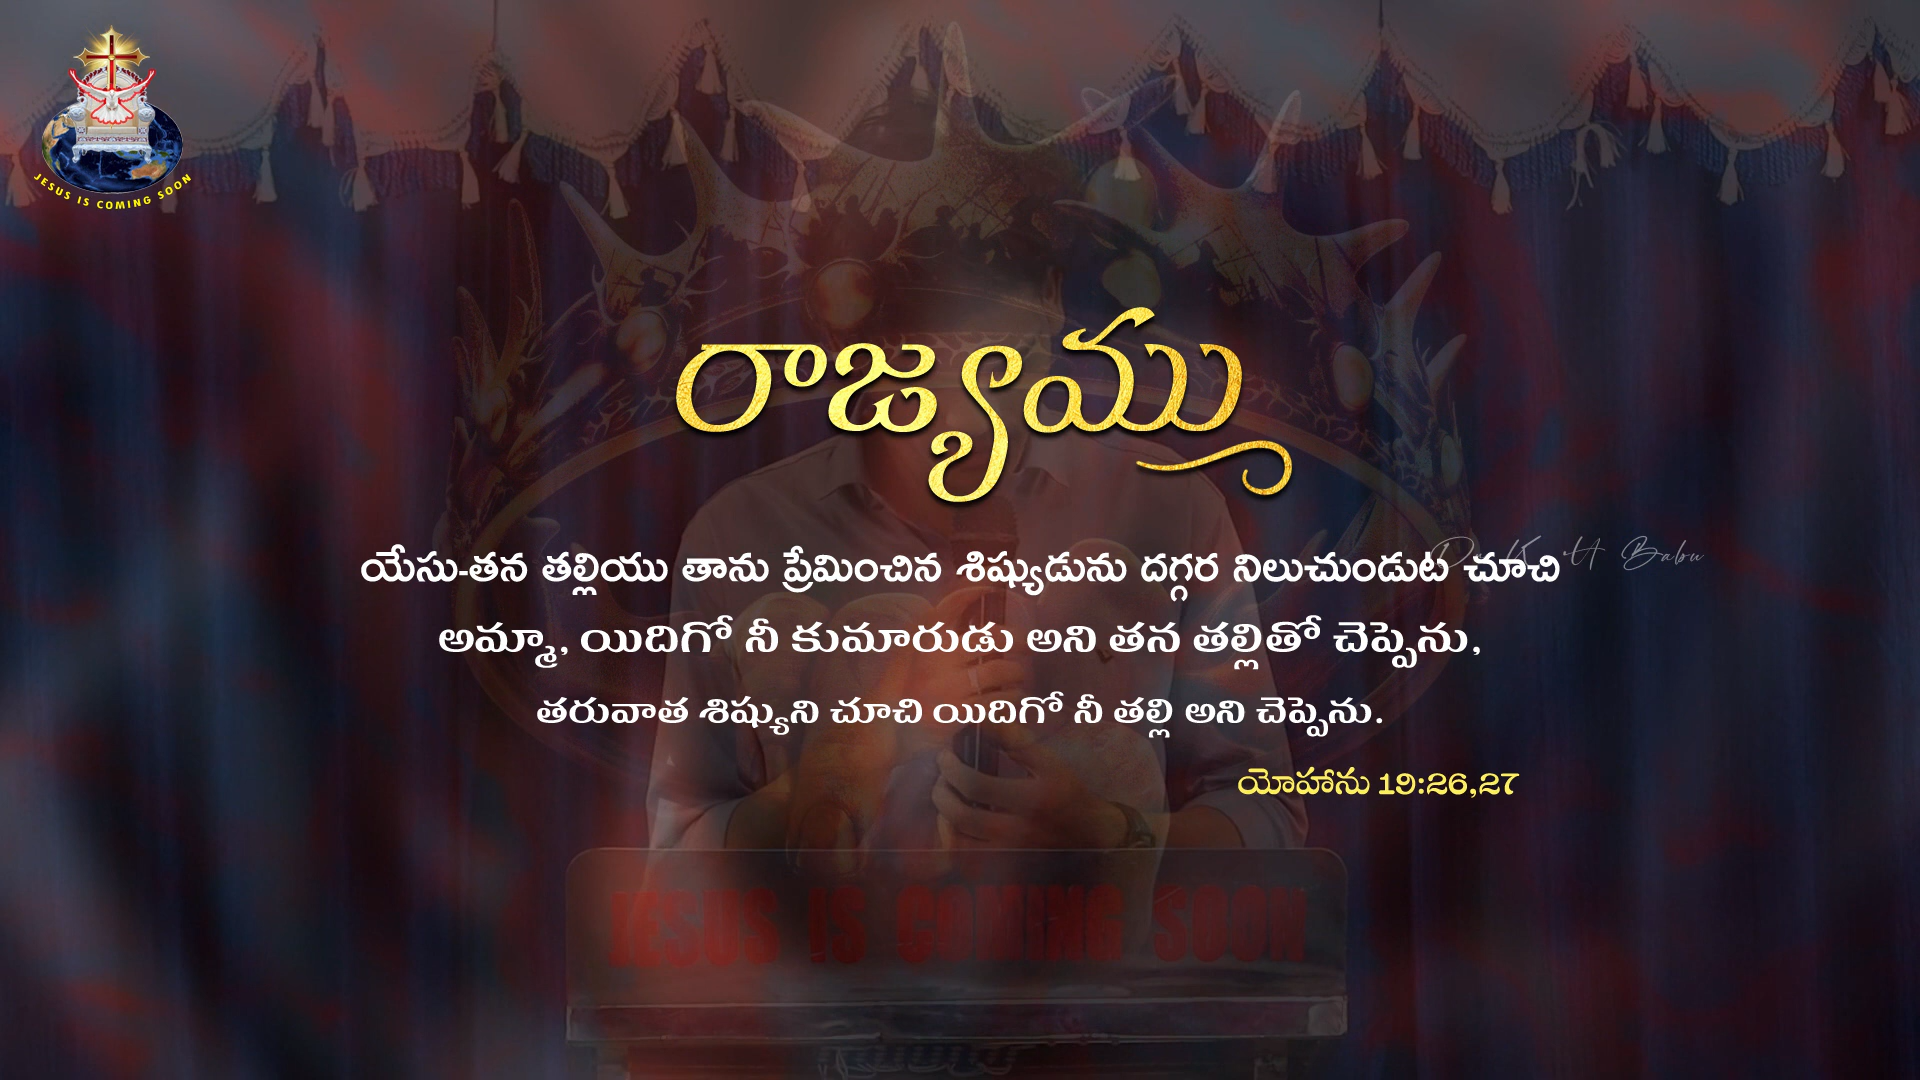 JESUS IS COMING SOON
రాజ్యము
యేసు-తన తల్లియు తాను ప్రేమించిన శిష్యుడును దగ్గర నిలుచుండుట చూచి
అమ్మా, యిదిగో నీ కుమారుడు అని తన తల్లితో చెప్పెను,
తరువాత శిష్యుని చూచి యిదిగో నీ తల్లి అని చెప్పెను.
యోహాను 19:26,27
Babu
JESUS IS COMING SOON